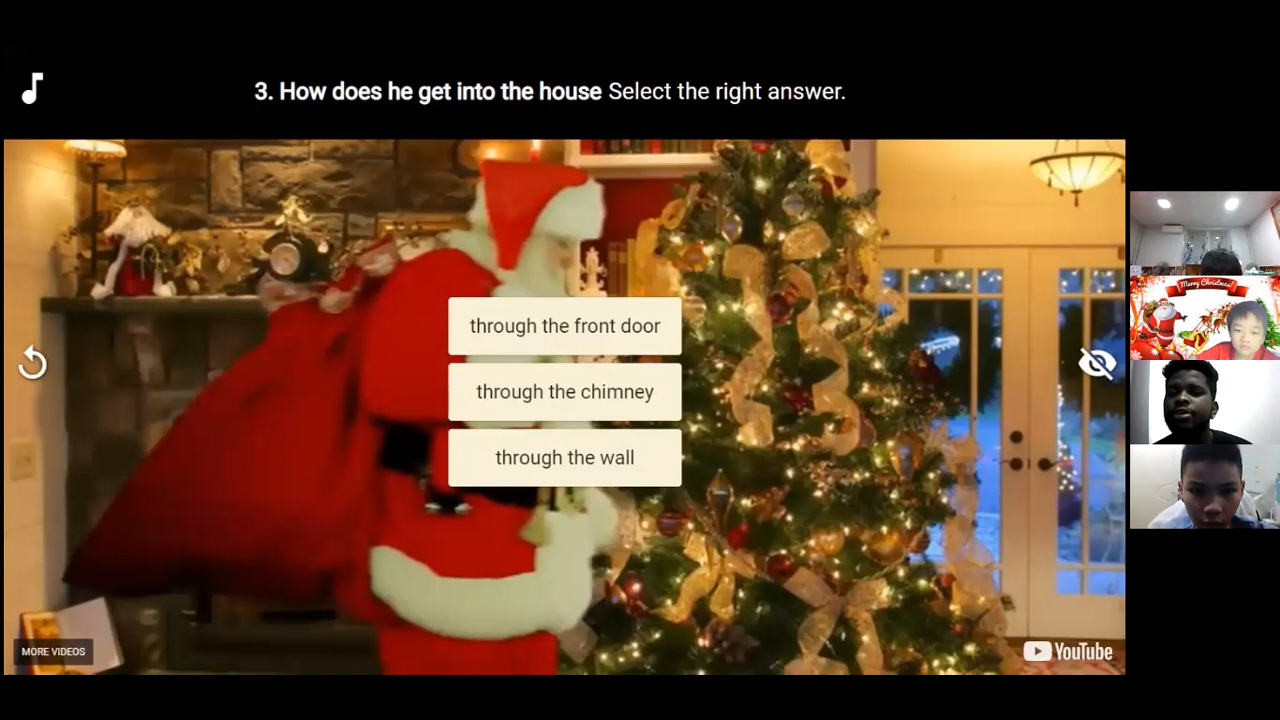 3. How does he get into the house Select the right answer.
through the front door
through the chimney
through the wall
MORE VIDEOS
YouTube
Merry Christmas!